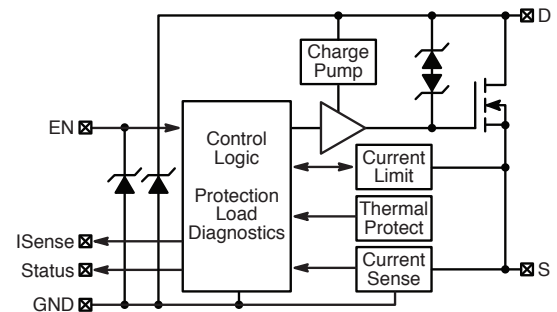 D
Charge
Pump
EN
Control
Logic
Protection
Load
Diagnostics
Current
Limit
Thermal
Protect
Current
Sense
ISense
Status
GND
S